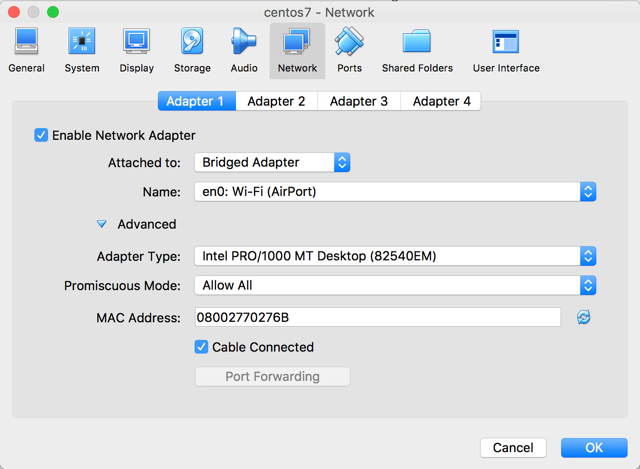 centos7 - Network
General System Display Storage Audio Network Ports Shared Folders User Interface
Adapter 1 Adapter 2 Adapter 3 Adapter 4
Enable Network Adapter
Attached to: Bridged Adapter
Name: en0: Wi-Fi (AirPort)
Advanced
Adapter Type: Intel PRO/1000 MT Desktop (82540EM)
Promiscuous Mode: Allow All
MAC Address: 08002770276B
Cable Connected
Port Forwarding
Cancel OK